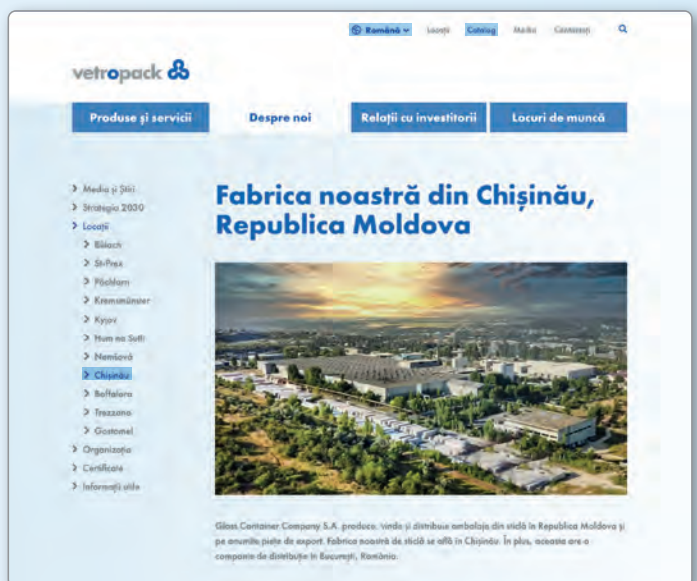 Română Locații Catalog Media Contactați
vetropack
Produse și servicii Despre noi Relații cu investitorii Locuri de muncă
Media și Știri
Strategia 2030
Locații
Bülach
St-Prex
Pöchlarn
Kremsmünster
Kyjov
Hum na Sutli
Nemšová
Chișinău
Boffalora
Trezzano
Gostomel
Organizația
Certificate
Informații utile
Fabrica noastră din Chișinău,
Republica Moldova
Glass Container Company S.A. produce, vinde și distribuie ambalaje din sticlă în Republica Moldova și
pe anumite piețe de export. Fabrica noastră de sticlă se află în Chișinău. În plus, aceasta are o
companie de distribuție în București, România.